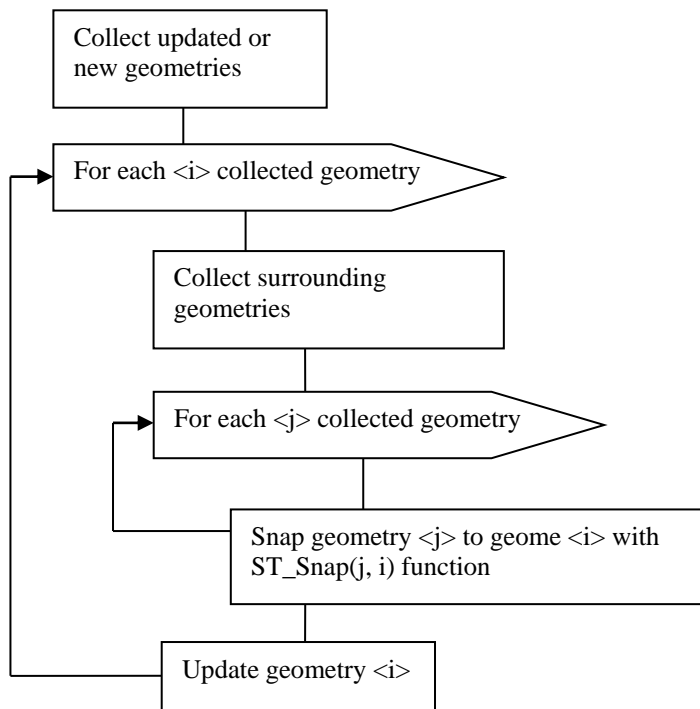 Collect updated or
new geometries
For each <i> collected geometry
Collect surrounding
geometries
For each <j> collected geometry
Snap geometry <j> to geome <i> with
ST_Snap(j, i) function
Update geometry <i>